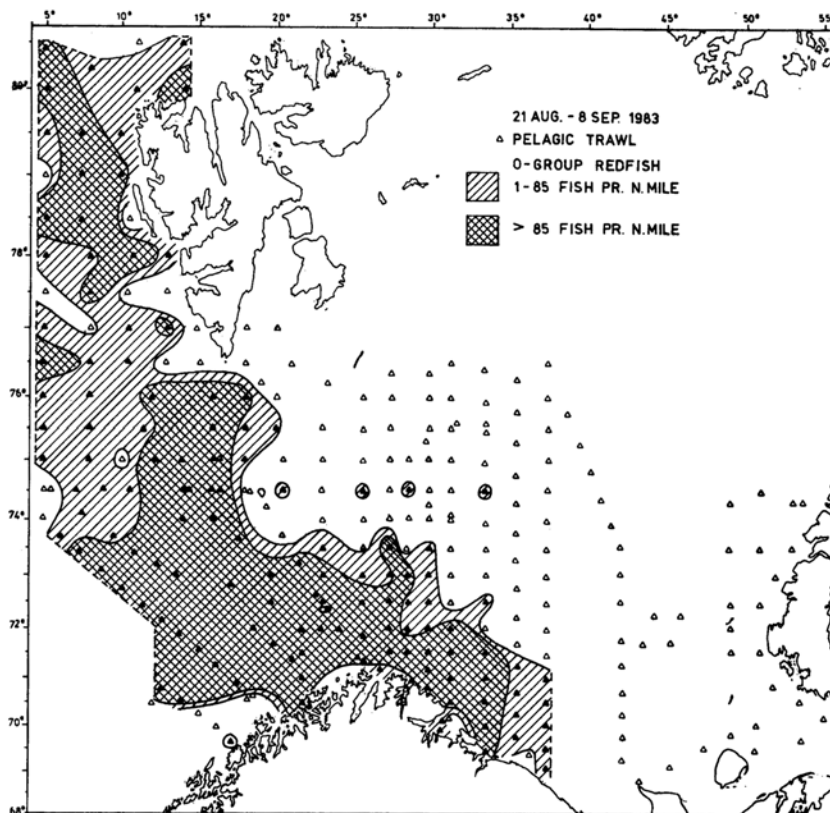 5° 10° 15° 20° 25° 30° 35° 40° 45° 50° 55
80°
21 AUG. - 8 SEP. 1983
PELAGIC TRAWL
0-GROUP REDFISH
1-85 FISH PR. N.MILE
> 85 FISH PR. N.MILE
78°
76°
74°
72°
70°
68°